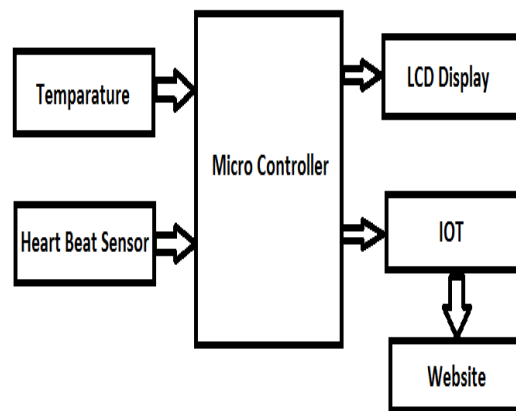 Temparature
Heart Beat Sensor
Micro Controller
LCD Display
IOT
Website